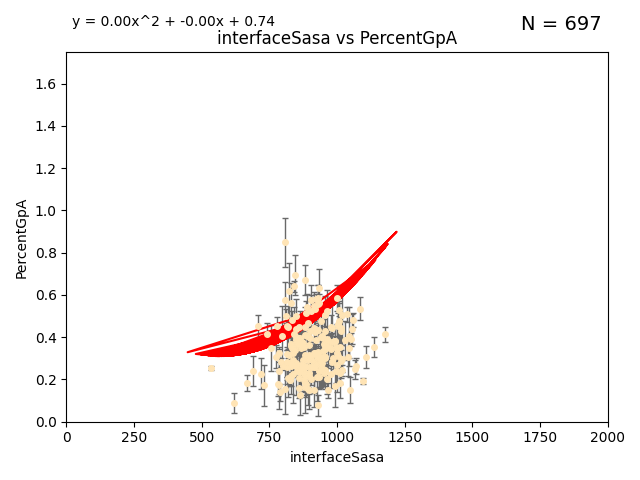 y = 0.00x^2 + -0.00x + 0.74
N = 697
interfaceSasa vs PercentGpA
PercentGpA
1.6
1.4
1.2
1.0
0.8
0.6
0.4
0.2
0.0
0 250 500 750 1000 1250 1500 1750 2000
interfaceSasa